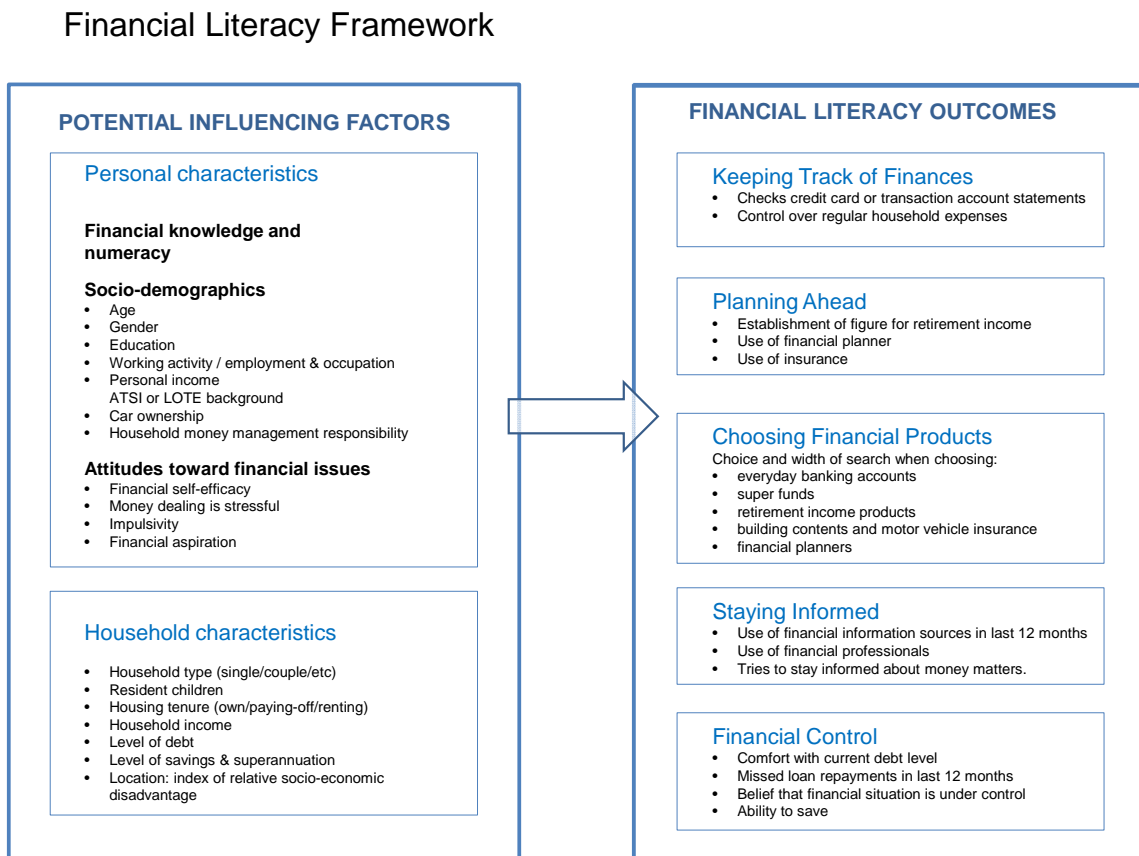 Financial Literacy Framework
POTENTIAL INFLUENCING FACTORS
Personal characteristics
Financial knowledge and
numeracy
Socio-demographics
• Age
• Gender
• Education
• Working activity / employment & occupation
• Personal income
ATSI or LOTE background
• Car ownership
• Household money management responsibility
Attitudes toward financial issues
• Financial self-efficacy
• Money dealing is stressful
• Impulsivity
• Financial aspiration
Household characteristics
• Household type (single/couple/etc)
• Resident children
• Housing tenure (own/paying-off/renting)
• Household income
• Level of debt
• Level of savings & superannuation
• Location: index of relative socio-economic
disadvantage
FINANCIAL LITERACY OUTCOMES
Keeping Track of Finances
• Checks credit card or transaction account statements
• Control over regular household expenses
Planning Ahead
• Establishment of figure for retirement income
• Use of financial planner
• Use of insurance
Choosing Financial Products
Choice and width of search when choosing:
• everyday banking accounts
• super funds
• retirement income products
• building contents and motor vehicle insurance
• financial planners
Staying Informed
• Use of financial information sources in last 12 months
• Use of financial professionals
• Tries to stay informed about money matters.
Financial Control
• Comfort with current debt level
• Missed loan repayments in last 12 months
• Belief that financial situation is under control
• Ability to save